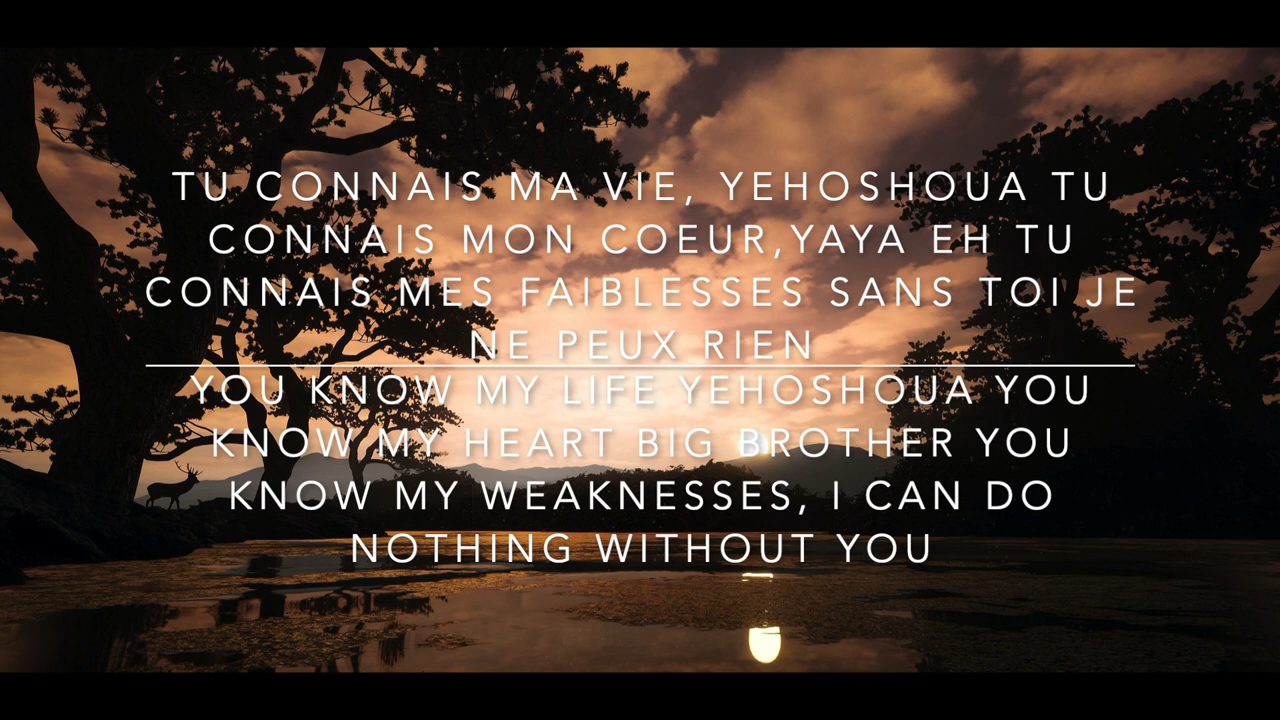 TU CONNAIS MA VIE, YEHOSHOUA TU
CONNAIS MON COEUR,YAYA EH TU
CONNAIS MES FAIBLESSES SANS TOI JE
NE PEUX RIEN
YOU KNOW MY LIFE YEHOSHOUA YOU
KNOW MY HEART BIG BROTHER YOU
KNOW MY WEAKNESSES, I CAN DO
NOTHING WITHOUT YOU